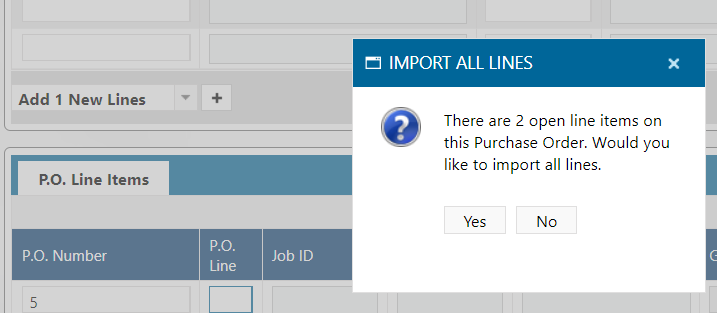 IMPORT ALL LINES
There are 2 open line items on
this Purchase Order. Would you
like to import all lines.
Yes No
Add 1 New Lines
P.O. Line Items
P.O. Number
P.O.
Line
Job ID
G
5